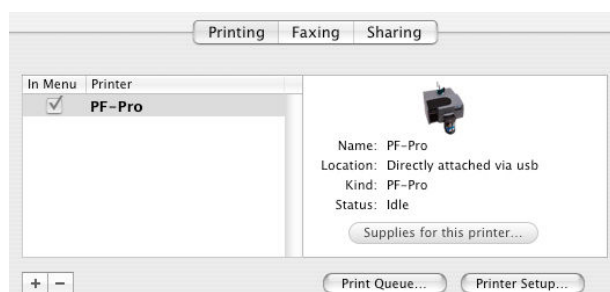 Printing Faxing Sharing
In Menu Printer
PF-Pro
Name: PF-Pro
Location: Directly attached via usb
Kind: PF-Pro
Status: Idle
Supplies for this printer...
+ −
Print Queue... Printer Setup...